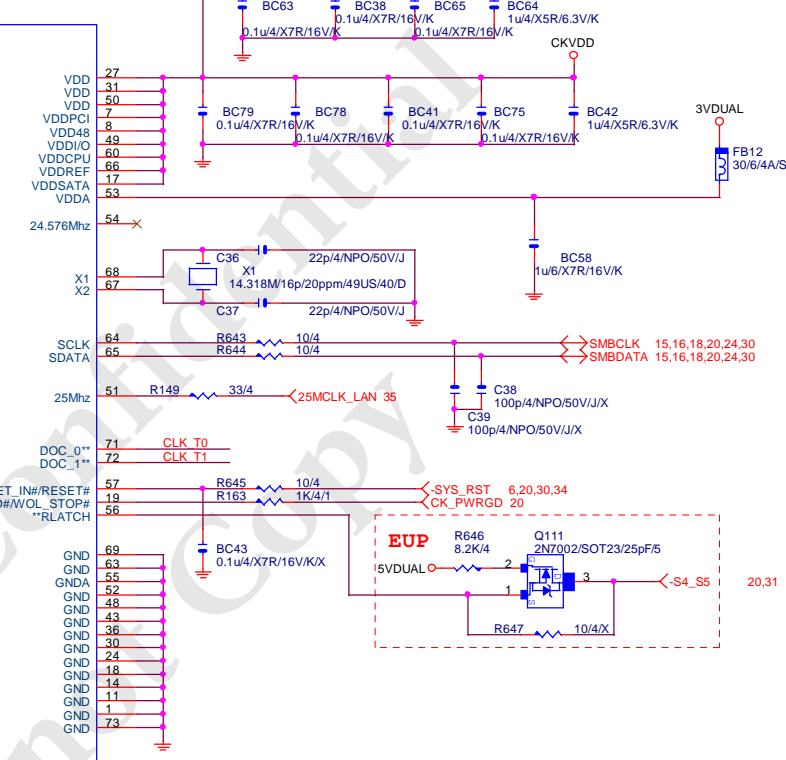 BC63 BC38 BC65 BC64
0.1u/4/X7R/16V/K 1u/4/X5R/6.3V/K
0.1u/4/X7R/16V/K 0.1u/4/X7R/16V/K
CKVDD
VDD 27
VDD 31
VDD 50
VDDPCI 7
VDD48 8
VDDI/O 49
VDDCPU 60
VDDREF 66
VDDSATA 17
VDDA 53
BC79 BC78 BC41 BC75 BC42
0.1u/4/X7R/16V/K 0.1u/4/X7R/16V/K 1u/4/X5R/6.3V/K
0.1u/4/X7R/16V/K 0.1u/4/X7R/16V/K
3VDUAL
FB12
30/6/4A/S
24.576Mhz 54
BC58
1u/6/X7R/16V/K
C36 22p/4/NPO/50V/J
X1
14.318M/16p/20ppm/49US/40/D
X1 68
X2 67
C37 22p/4/NPO/50V/J
SCLK 64 R643 10/4 SMBCLK 15,16,18,20,24,30
SDATA 65 R644 10/4 SMBDATA 15,16,18,20,24,30
25Mhz 51 R149 33/4 25MCLK_LAN 35
C38
100p/4/NPO/50V/J/X
C39
100p/4/NPO/50V/J/X
DOC_0** 71 CLK_T0
DOC_1** 72 CLK_T1
ET_IN#/RESET# 57 R645 10/4 -SYS_RST 6,20,30,34
D#/WOL_STOP# 19 R163 1K/4/1 CK_PWRGD 20
**RLATCH 56
BC43
0.1u/4/X7R/16V/K/X
EUP
R646
8.2K/4
Q111
2N7002/SOT23/25pF/5
5VDUAL 2 G
1 S D 3 -S4_S5 20,31
R647 10/4/X
GND 69
GND 63
GNDA 55
GND 52
GND 48
GND 43
GND 36
GND 30
GND 24
GND 18
GND 14
GND 11
GND 1
GND 73
Confidential
not Copy